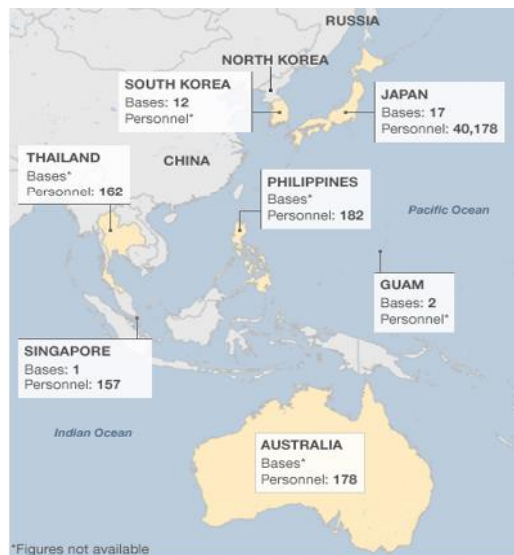 RUSSIA
NORTH KOREA
SOUTH KOREA
Bases: 12
Personnel*
JAPAN
Bases: 17
Personnel: 40,178
THAILAND
Bases*
Personnel: 162
CHINA
PHILIPPINES
Bases*
Personnel: 182
Pacific Ocean
GUAM
Bases: 2
Personnel*
SINGAPORE
Bases: 1
Personnel: 157
Indian Ocean
AUSTRALIA
Bases*
Personnel: 178
*Figures not available